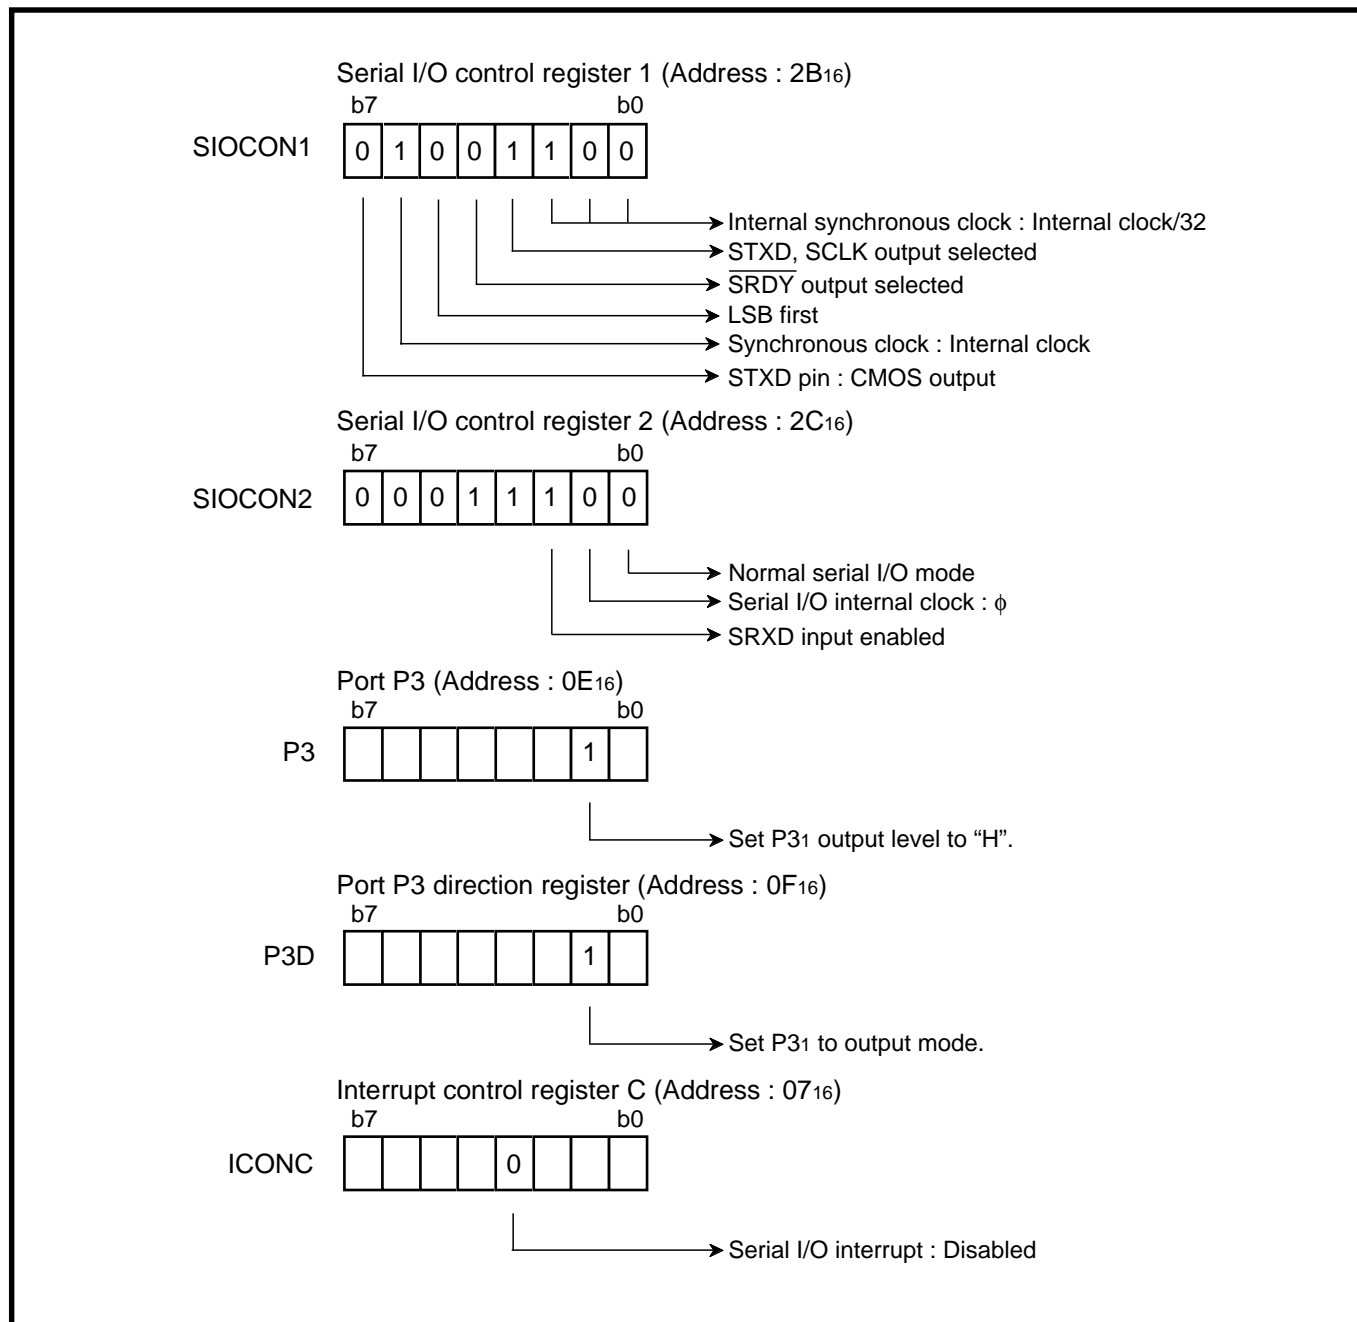 Serial I/O control register 1 (Address : 2B16)
b7 b0
SIOCON1 0 1 0 0 1 1 0 0
Internal synchronous clock : Internal clock/32
STXD, SCLK output selected
SRDY output selected
LSB first
Synchronous clock : Internal clock
STXD pin : CMOS output
Serial I/O control register 2 (Address : 2C16)
b7 b0
SIOCON2 0 0 0 1 1 1 0 0
Normal serial I/O mode
Serial I/O internal clock : ϕ
SRXD input enabled
Port P3 (Address : 0E16)
b7 b0
P3 1
Set P31 output level to “H”.
Port P3 direction register (Address : 0F16)
b7 b0
P3D 1
Set P31 to output mode.
Interrupt control register C (Address : 0716)
b7 b0
ICONC 0
Serial I/O interrupt : Disabled